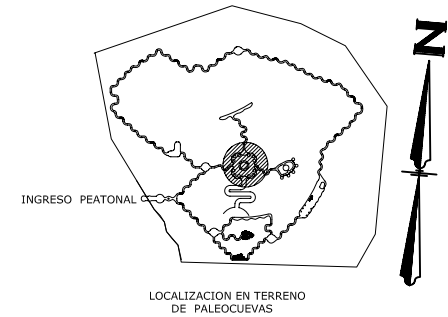 N
INGRESO PEATONAL
LOCALIZACION EN TERRENO
DE PALEOCUEVAS